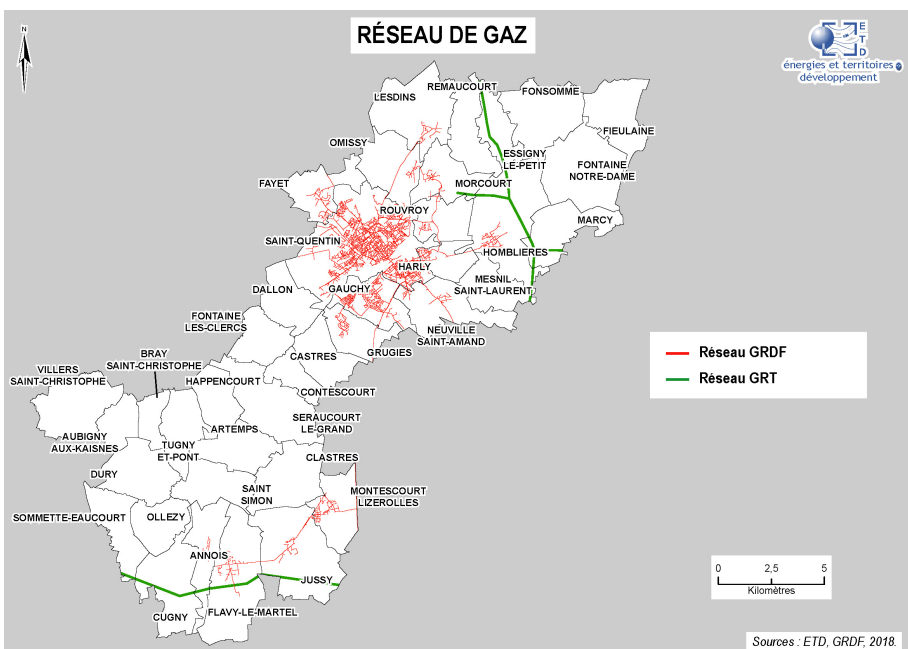 RÉSEAU DE GAZ
N
E
T
D
énergies et territoires
développement
REMAUCOURT
FONSOMME
LESDINS
FIEULAINE
OMISSY
ESSIGNY
LE-PETIT
FONTAINE
NOTRE-DAME
FAYET
MORCOURT
ROUVROY
MARCY
SAINT-QUENTIN
HOMBLIERES
HARLY
MESNIL
SAINT-LAURENT
DALLON
GAUCHY
FONTAINE
LES-CLERCS
NEUVILLE
SAINT-AMAND
CASTRES
GRUGIES
BRAY
SAINT-CHRISTOPHE
VILLERS
SAINT-CHRISTOPHE
HAPPENCOURT
CONTESCOURT
SERAUCOURT
LE-GRAND
ARTEMPS
AUBIGNY
AUX-KAISNES
TUGNY
ET-PONT
CLASTRES
DURY
SAINT
SIMON
MONTESCOURT
LIZEROLLES
SOMMETTE-EAUCOURT
OLLEZY
ANNOIS
JUSSY
CUGNY
FLAVY-LE-MARTEL
Réseau GRDF
Réseau GRT
0 2,5 5
Kilomètres
Sources : ETD, GRDF, 2018.